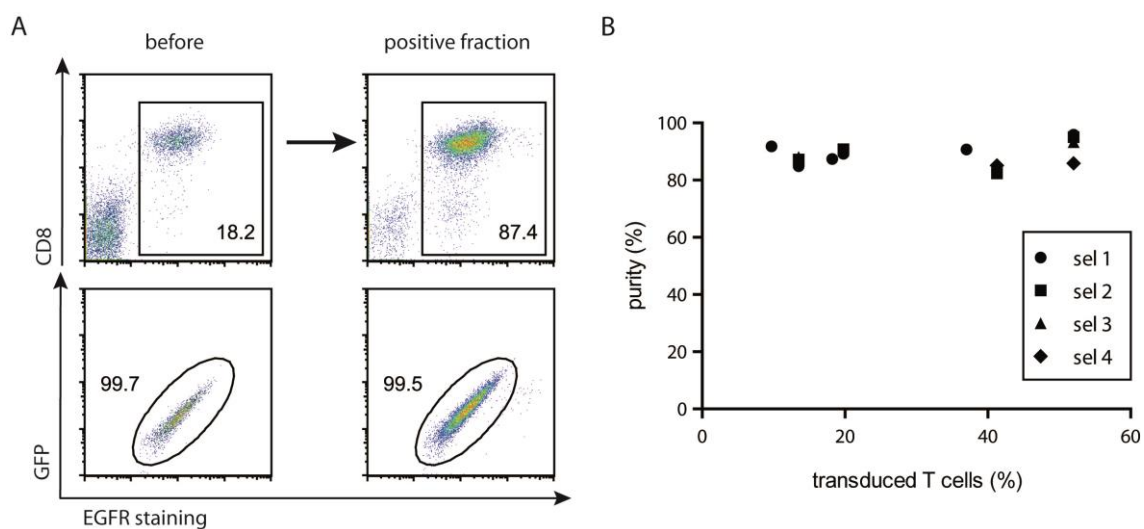 A
before
positive fraction
CD8
18.2
87.4
GFP
99.7
99.5
EGFR staining
B
purity (%)
100
80
60
40
20
0
0
20
40
60
transduced T cells (%)
sel 1
sel 2
sel 3
sel 4